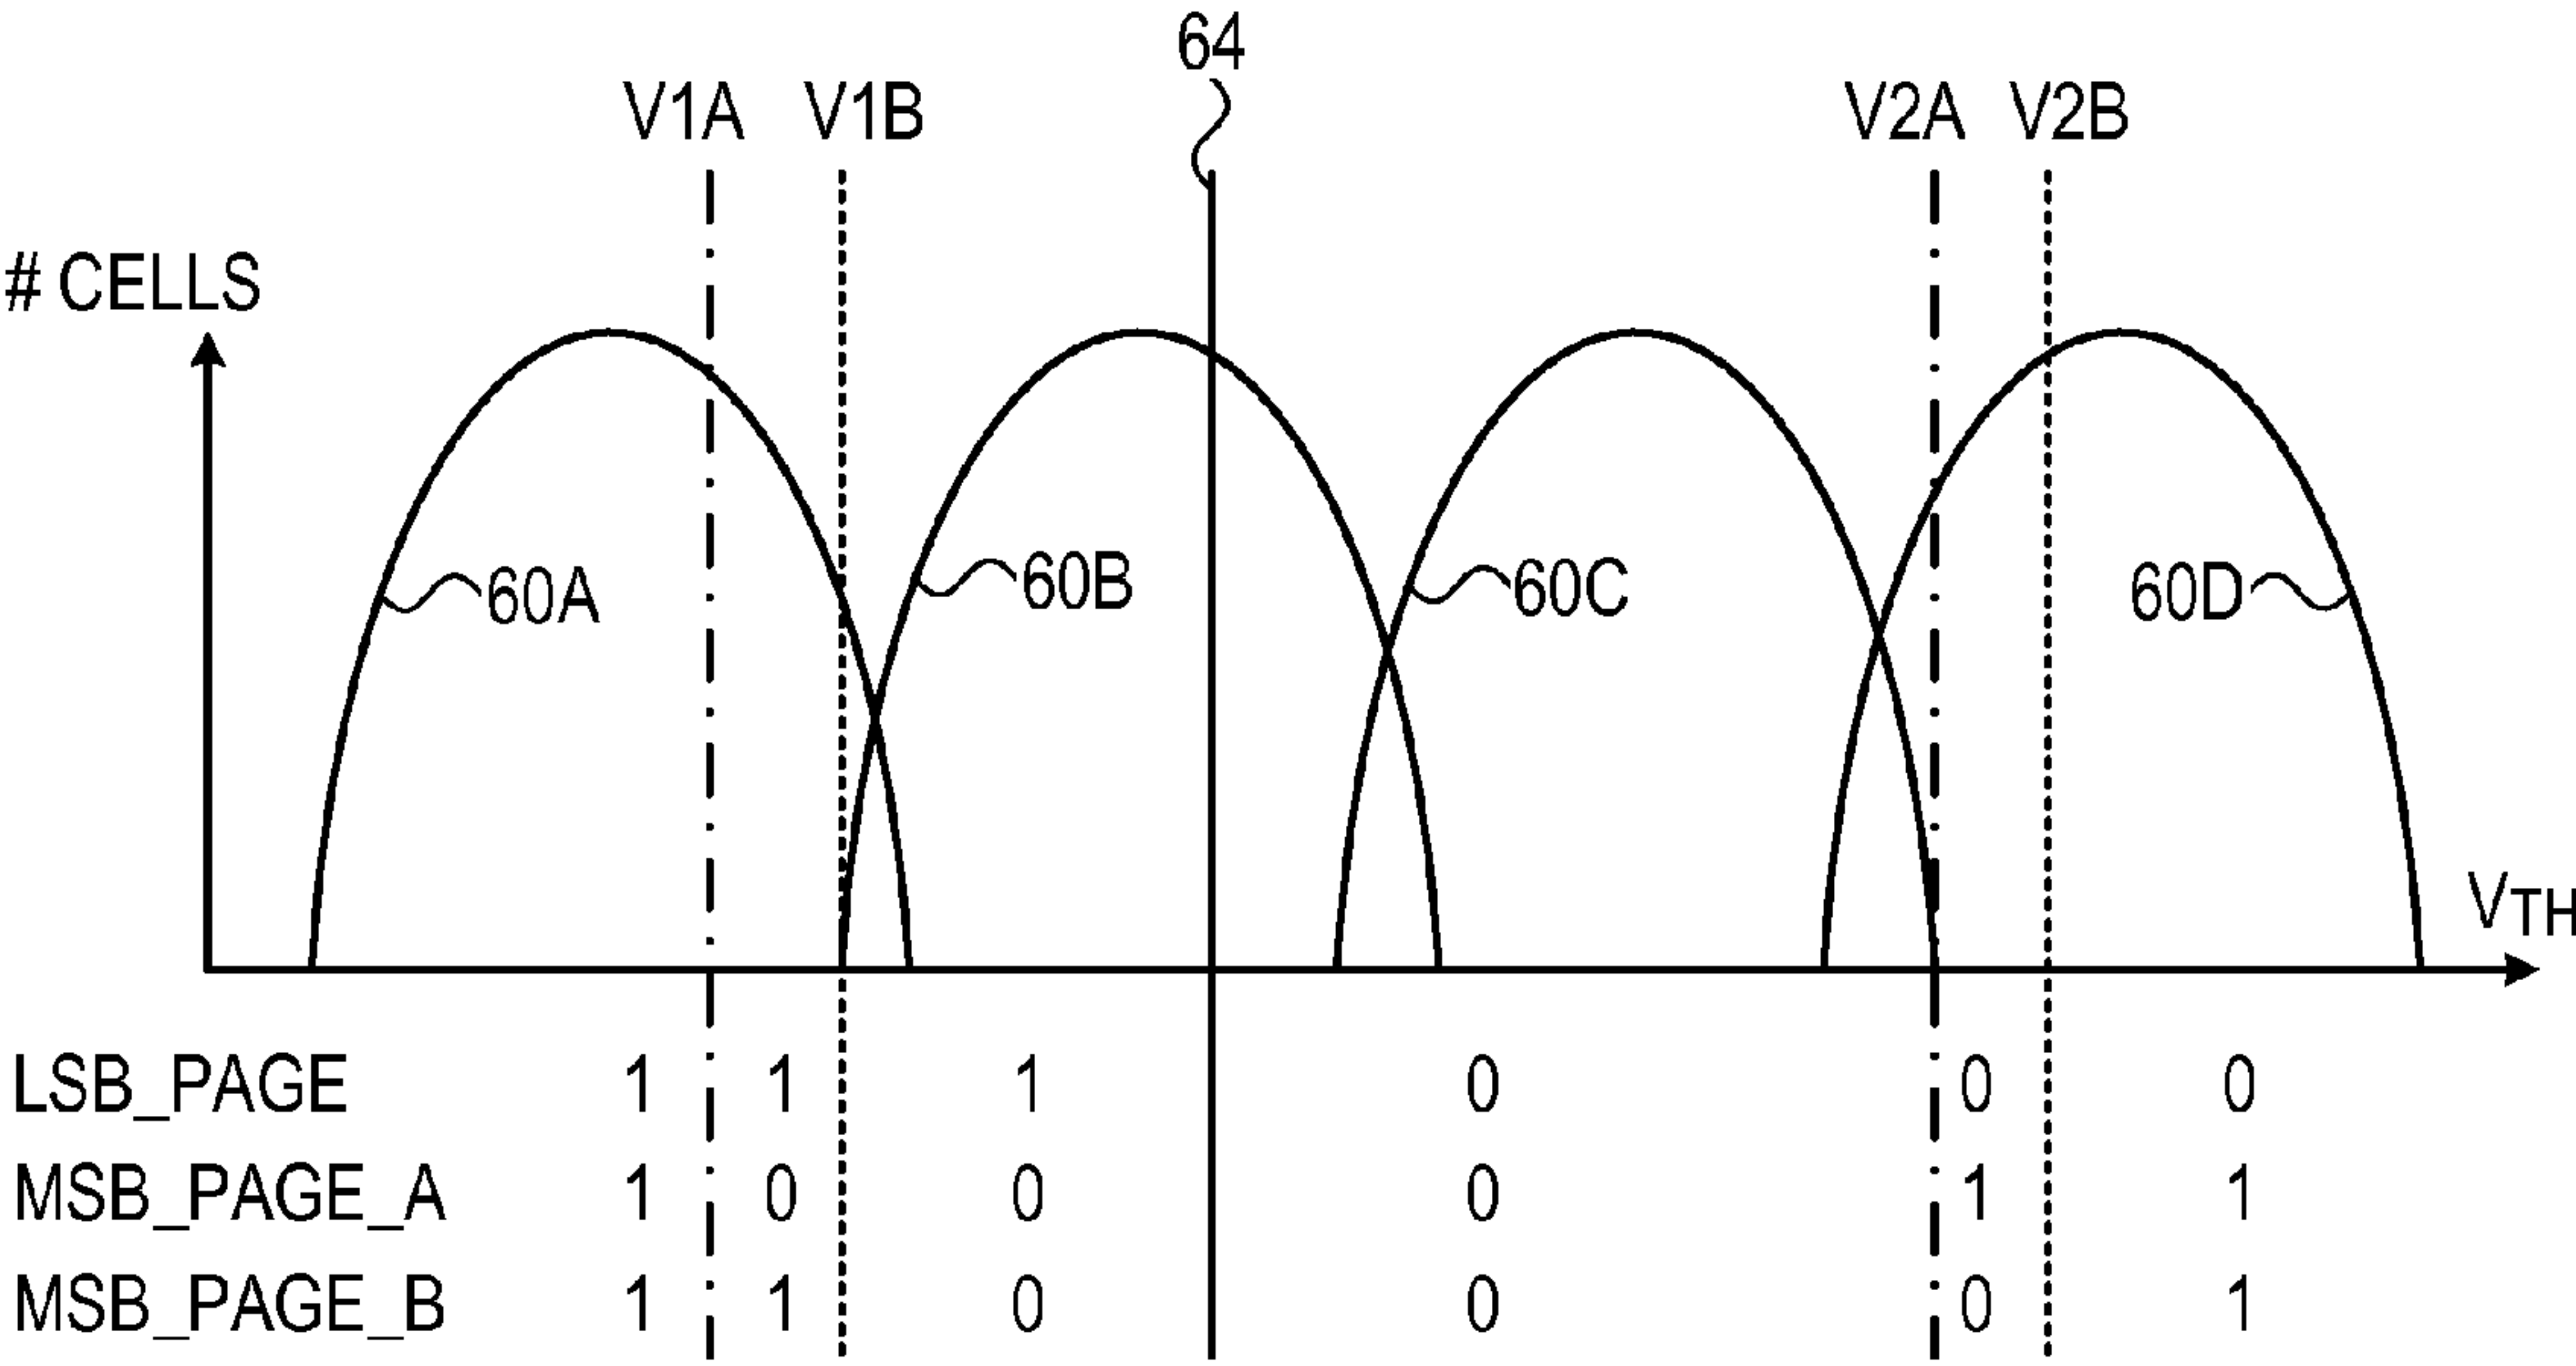 64
V1A V1B V2A V2B
# CELLS
60A 60B 60C 60D
VTH
LSB_PAGE 1 1 1 0 0 0
MSB_PAGE_A 1 0 0 0 1 1
MSB_PAGE_B 1 1 0 0 0 1